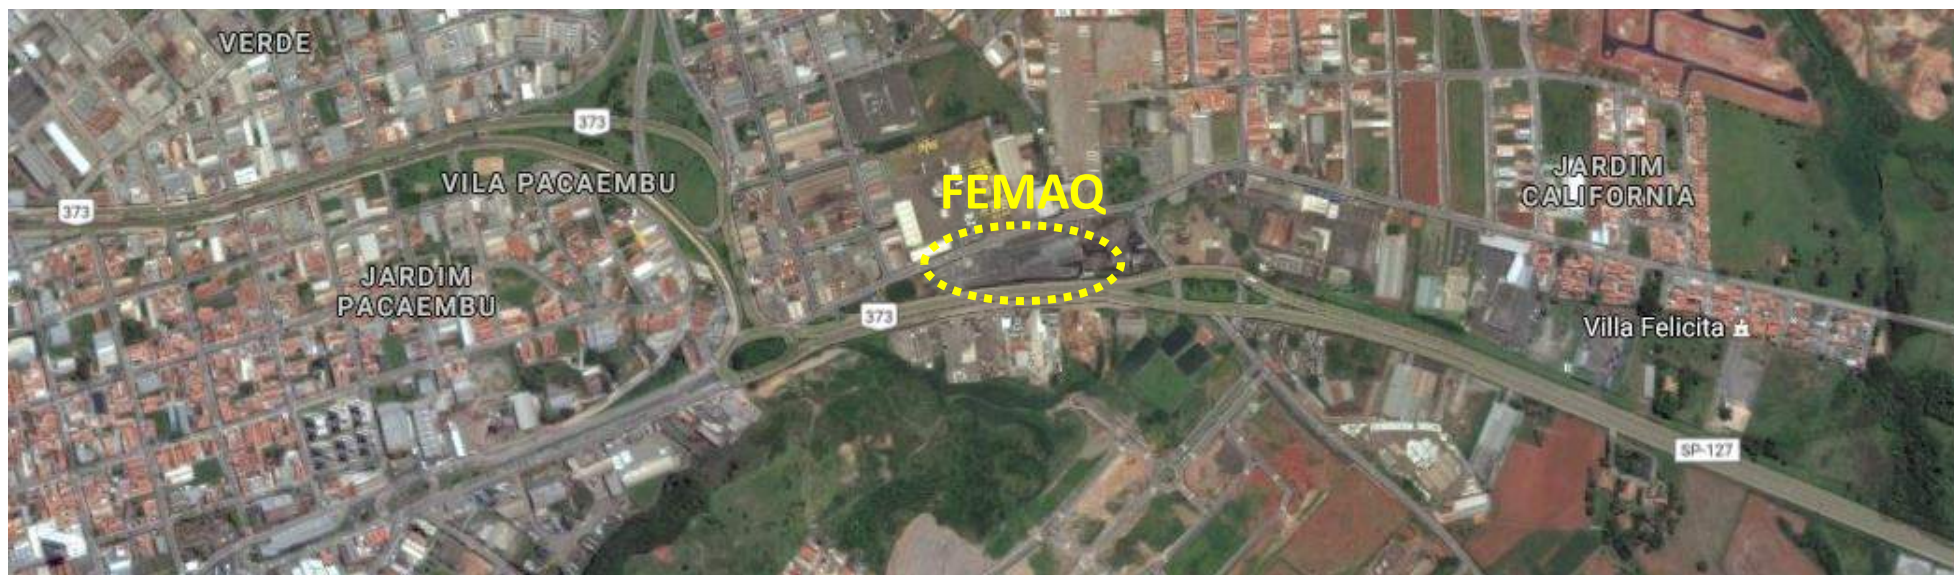 VERDE
373
VILA PACAEMBU
373
FEMAQ
JARDIM
CALIFORNIA
JARDIM
PACAEMBU
373
Villa Felicita
SP-127